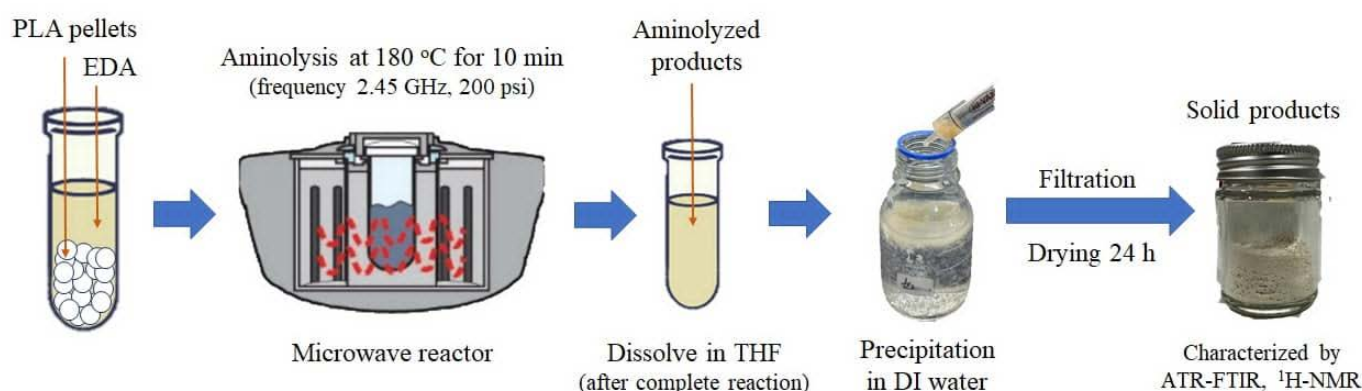 PLA pellets
EDA
Aminolysis at 180 °C for 10 min
(frequency 2.45 GHz, 200 psi)
Microwave reactor
Aminolyzed
products
Dissolve in THF
(after complete reaction)
Precipitation
in DI water
Filtration
Drying 24 h
Solid products
Characterized by
ATR-FTIR, ¹H-NMR